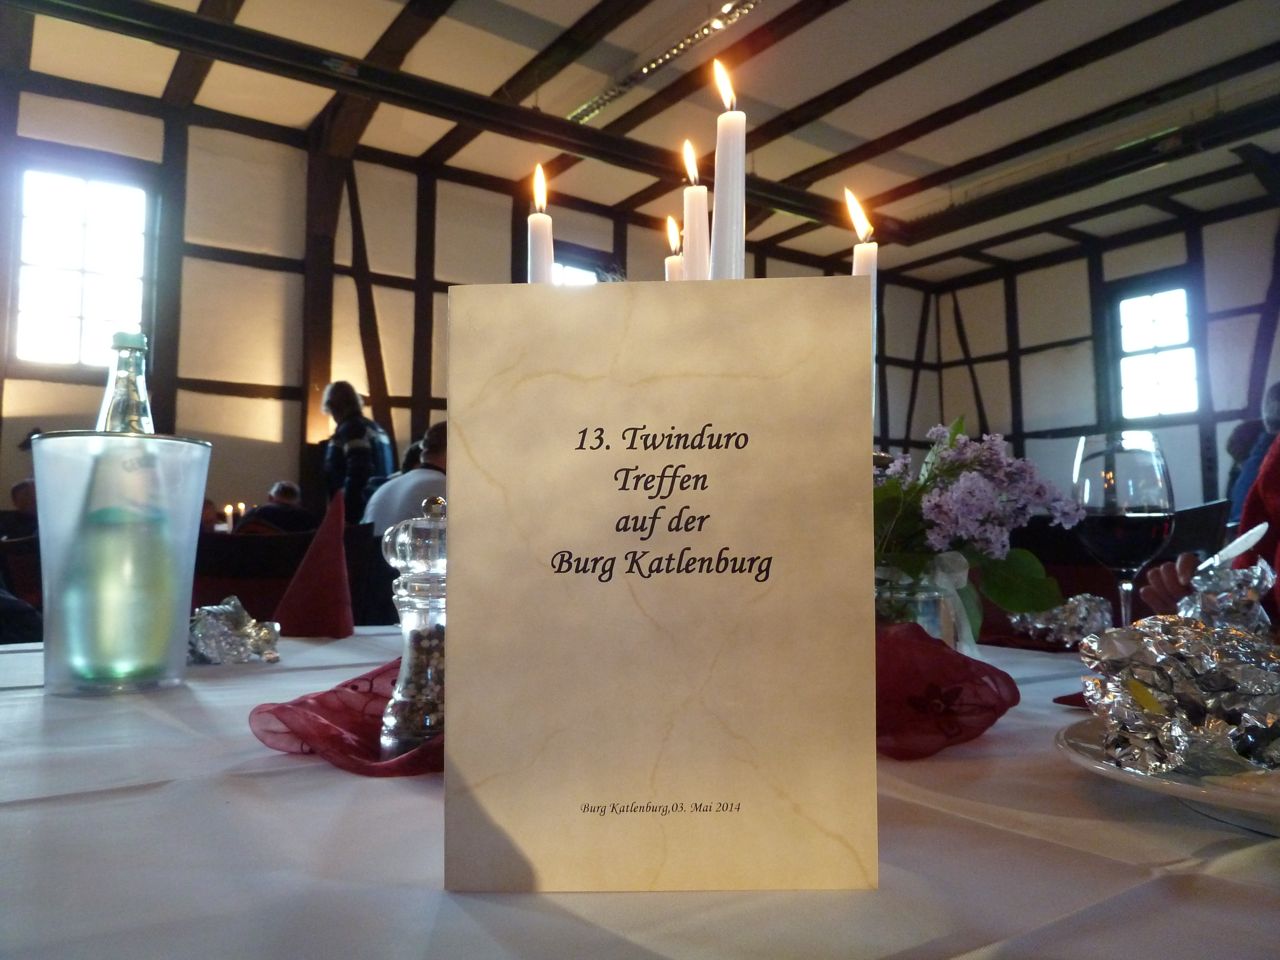 13. Twinduro
Treffen
auf der
Burg Katlenburg
Burg Katlenburg,03. Mai 2014